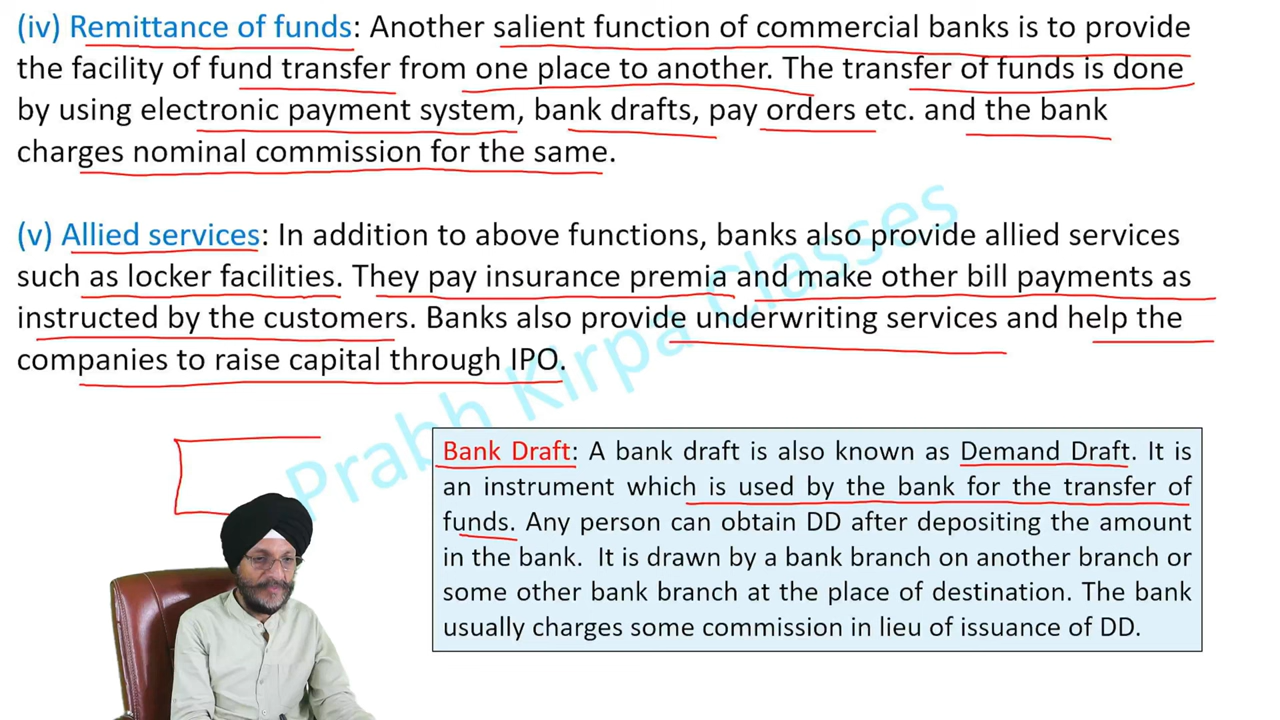 (iv) Remittance of funds: Another salient function of commercial banks is to provide
the facility of fund transfer from one place to another. The transfer of funds is done
by using electronic payment system, bank drafts, pay orders etc. and the bank
charges nominal commission for the same.
(v) Allied services: In addition to above functions, banks also provide allied services
such as locker facilities. They pay insurance premia and make other bill payments as
instructed by the customers. Banks also provide underwriting services and help the
companies to raise capital through IPO.
Prabh Kirpa Classes
Bank Draft: A bank draft is also known as Demand Draft. It is
an instrument which is used by the bank for the transfer of
funds. Any person can obtain DD after depositing the amount
in the bank. It is drawn by a bank branch on another branch or
some other bank branch at the place of destination. The bank
usually charges some commission in lieu of issuance of DD.